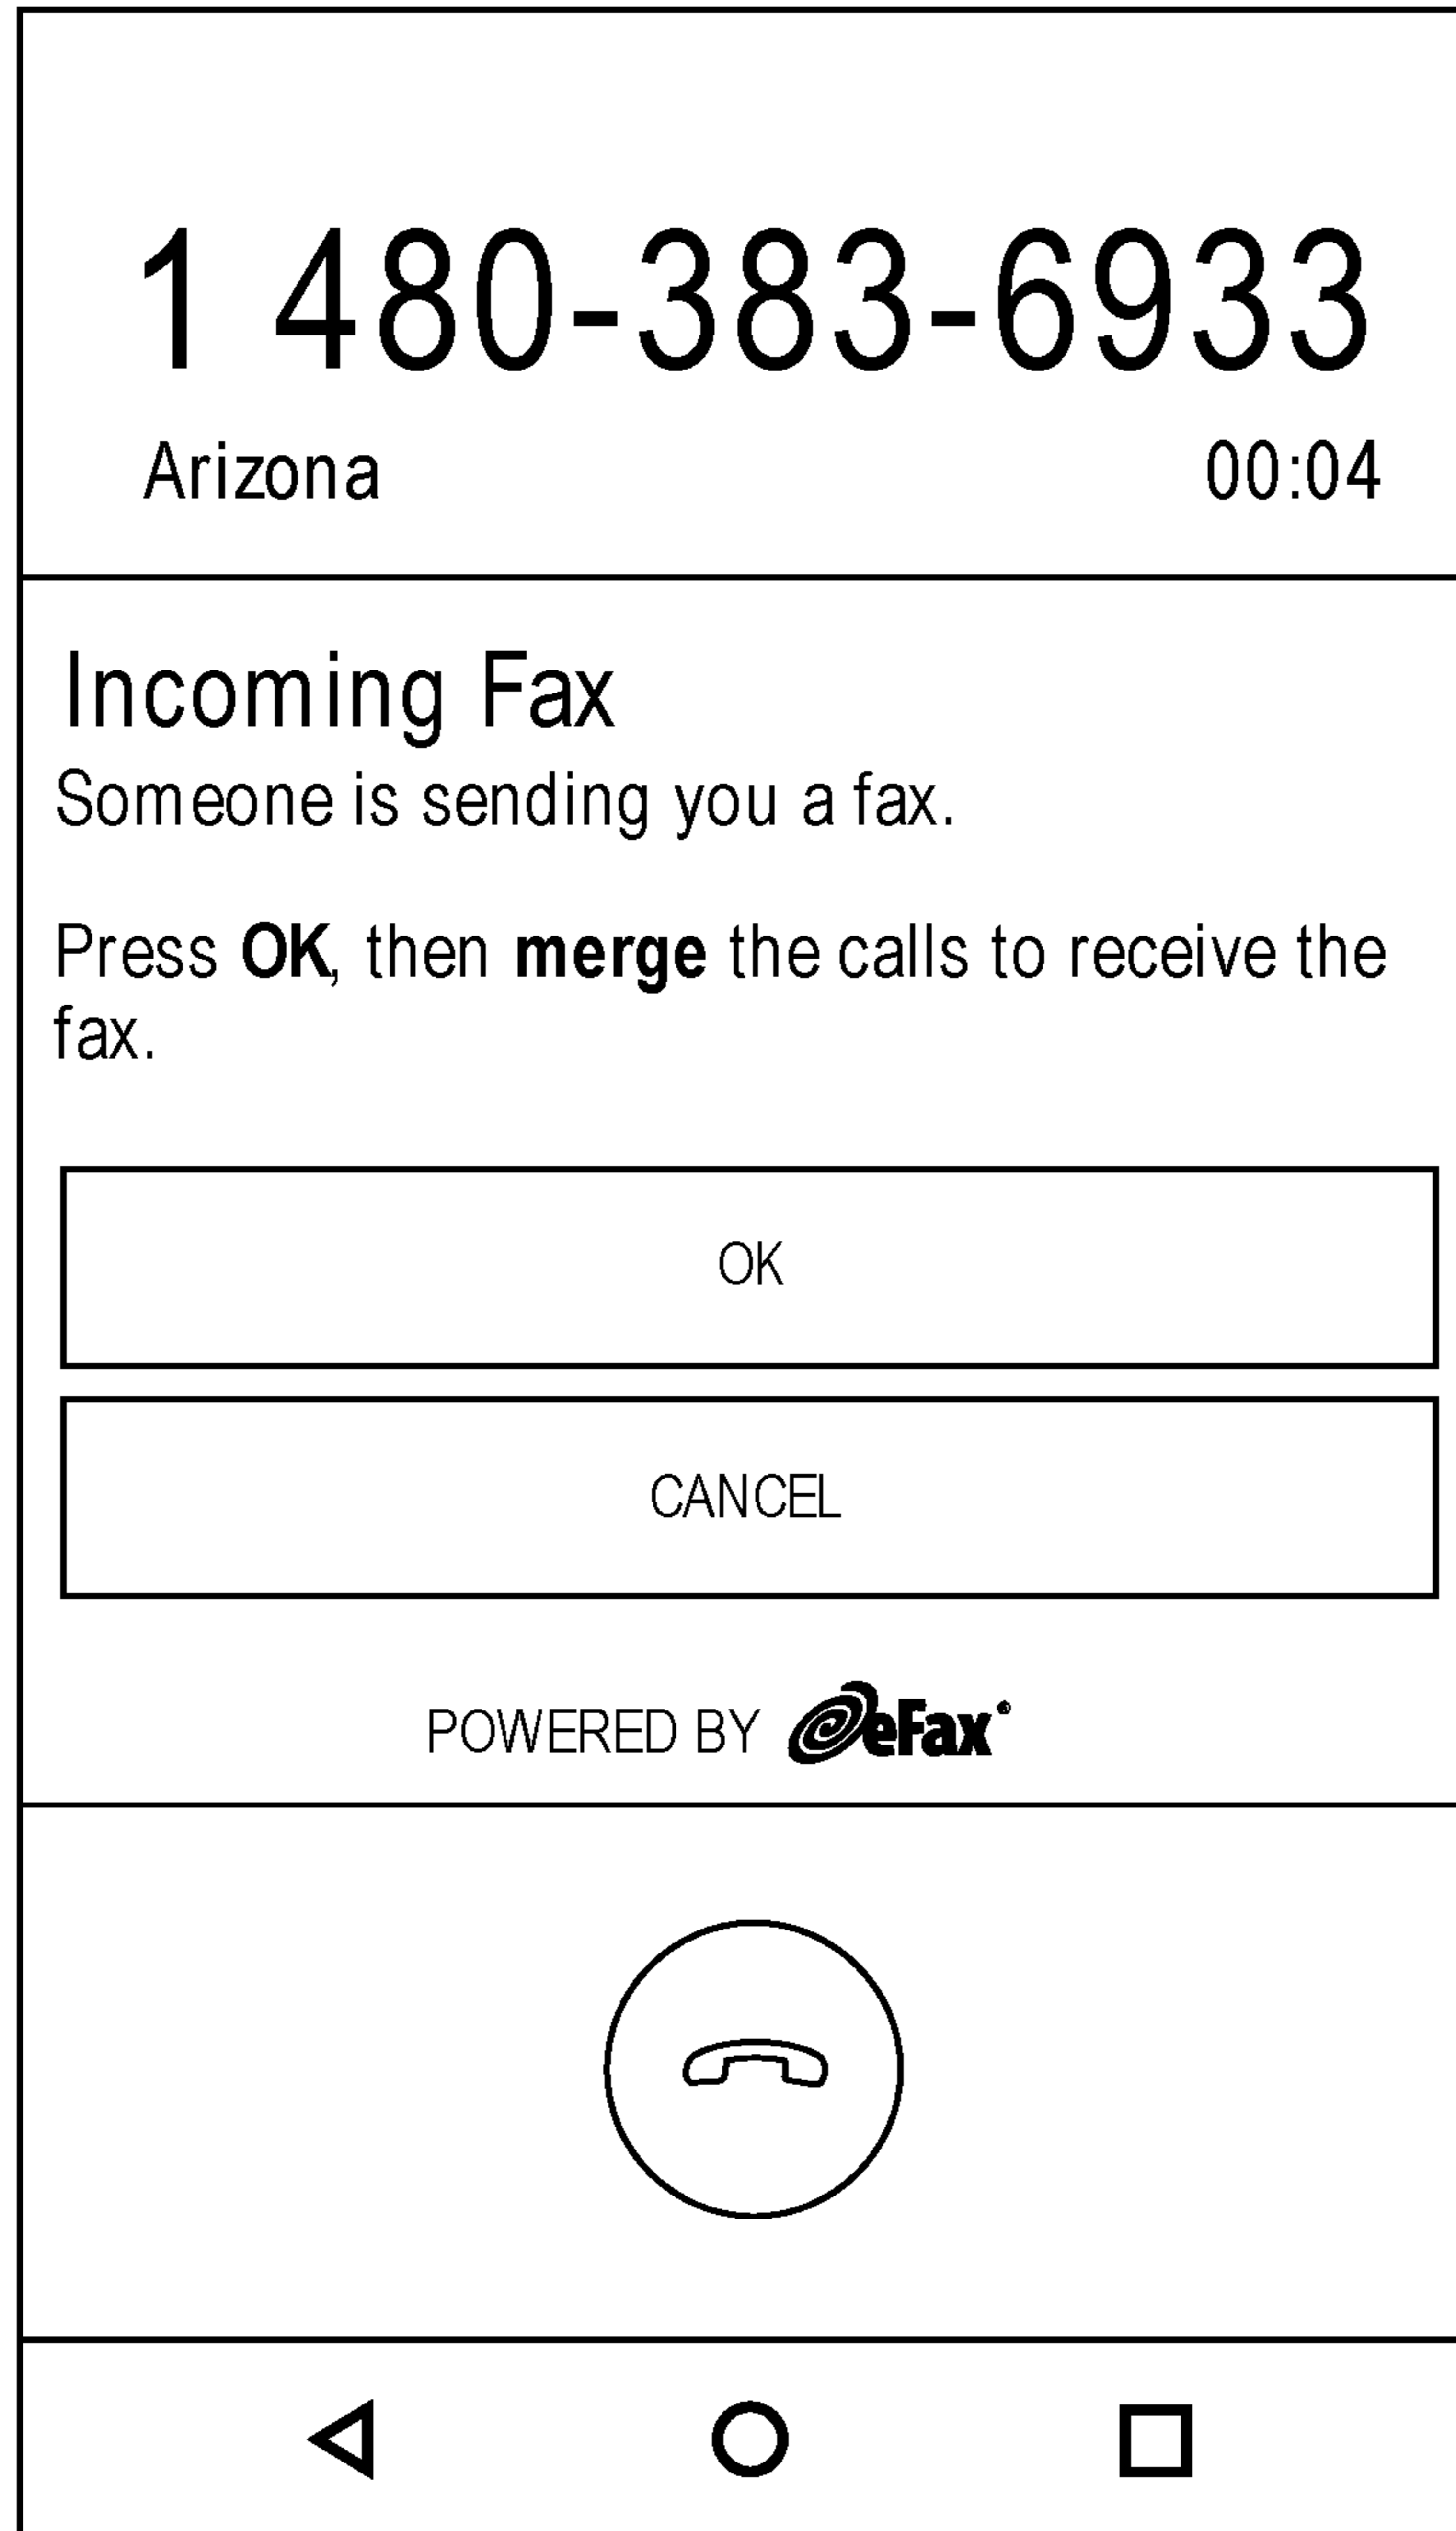 1 480-383-6933
Arizona 00:04
Incoming Fax
Someone is sending you a fax.
Press OK, then merge the calls to receive the
fax.
OK
CANCEL
POWERED BY eFax®